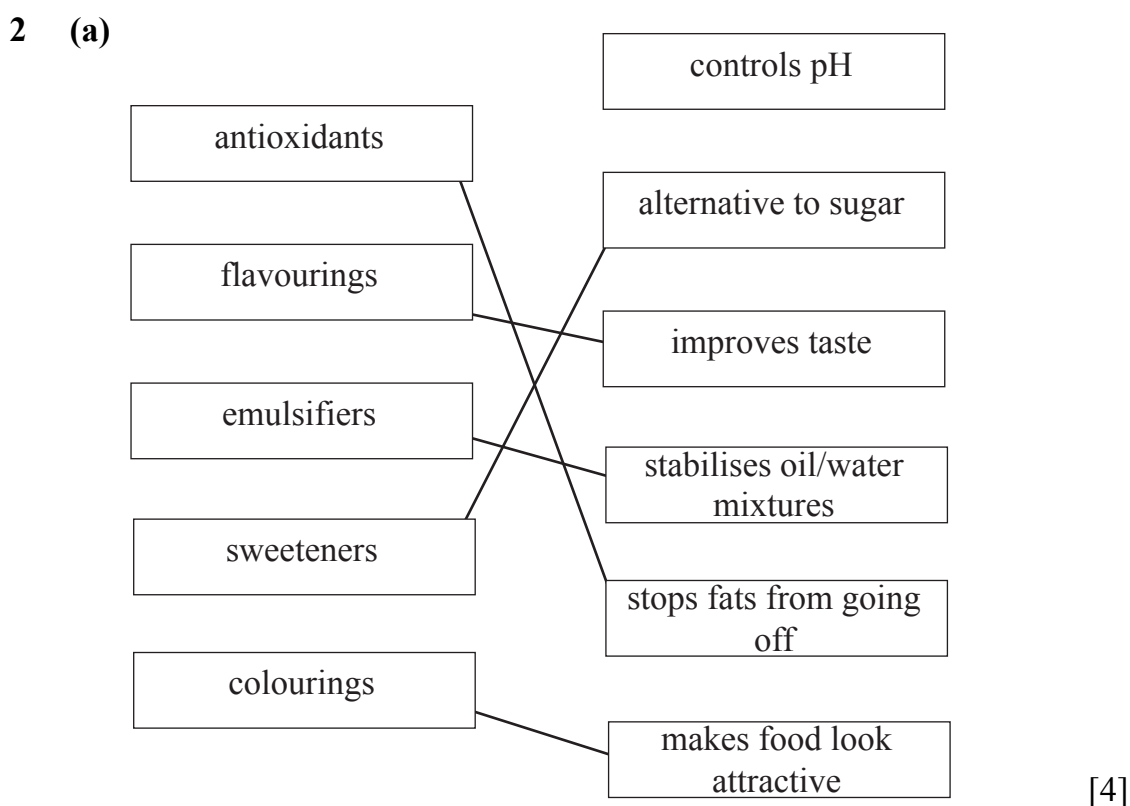 2 (a)
controls pH
antioxidants
alternative to sugar
flavourings
improves taste
emulsifiers
stabilises oil/water
mixtures
sweeteners
stops fats from going
off
colourings
makes food look
attractive
[4]